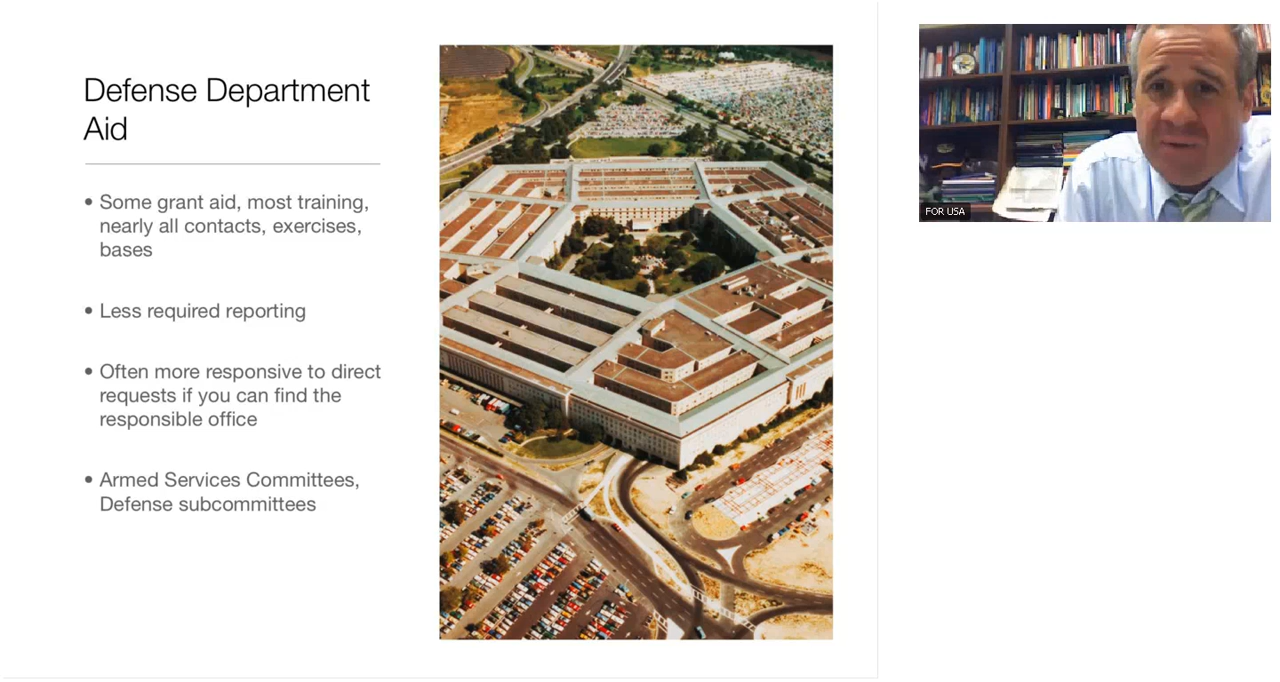 Defense Department
Aid
• Some grant aid, most training,
nearly all contacts, exercises,
bases
• Less required reporting
• Often more responsive to direct
requests if you can find the
responsible office
• Armed Services Committees,
Defense subcommittees
FOR USA